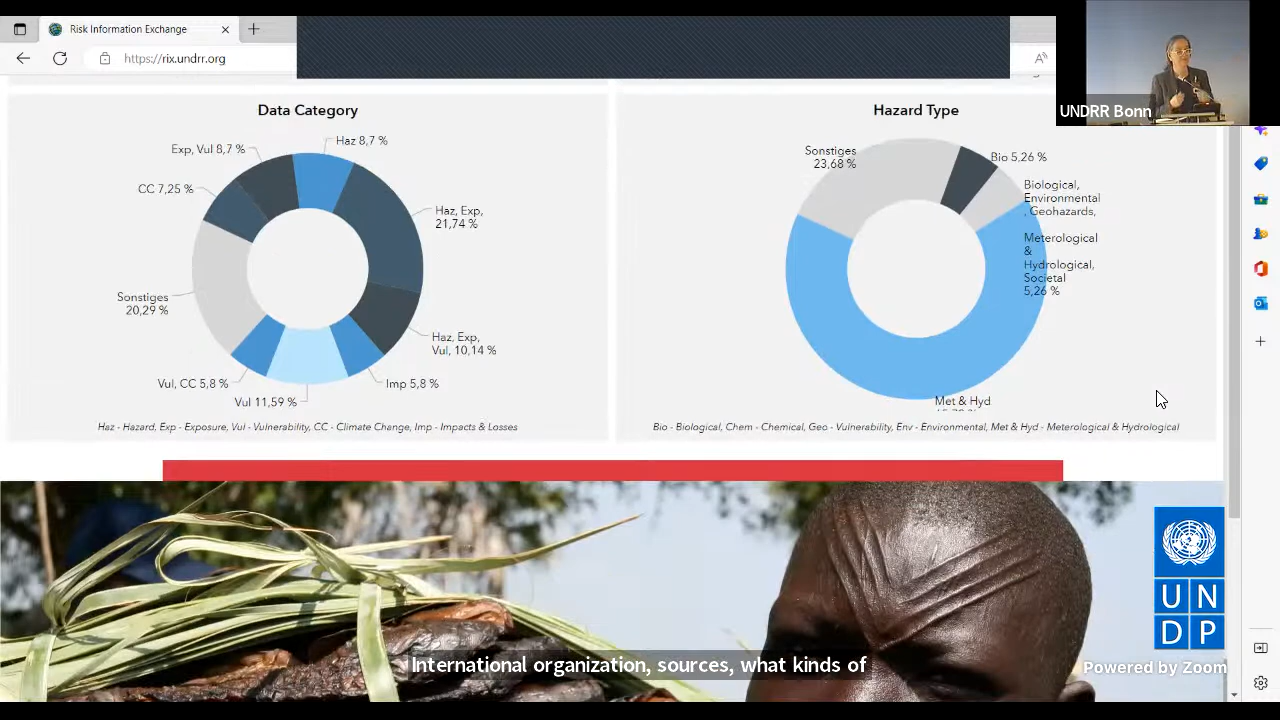 Risk Information Exchange
https://rix.undrr.org
UNDRR Bonn
Data Category
Haz 8,7 %
Exp, Vul 8,7 %
CC 7,25 %
Haz, Exp,
21,74 %
Sonstiges
20,29 %
Haz, Exp,
Vul, 10,14 %
Vul, CC 5,8 %
Imp 5,8 %
Vul 11,59 %
Haz - Hazard, Exp - Exposure, Vul - Vulnerability, CC - Climate Change, Imp - Impacts & Losses
Hazard Type
Sonstiges
23,68 %
Bio 5,26 %
Biological,
Environmental
, Geohazards,
Meterological
&
Hydrological,
Societal
5,26 %
Met & Hyd
Bio - Biological, Chem - Chemical, Geo - Vulnerability, Env - Environmental, Met & Hyd - Meterological & Hydrological
U N
D P
International organization, sources, what kinds of
Powered by Zoom